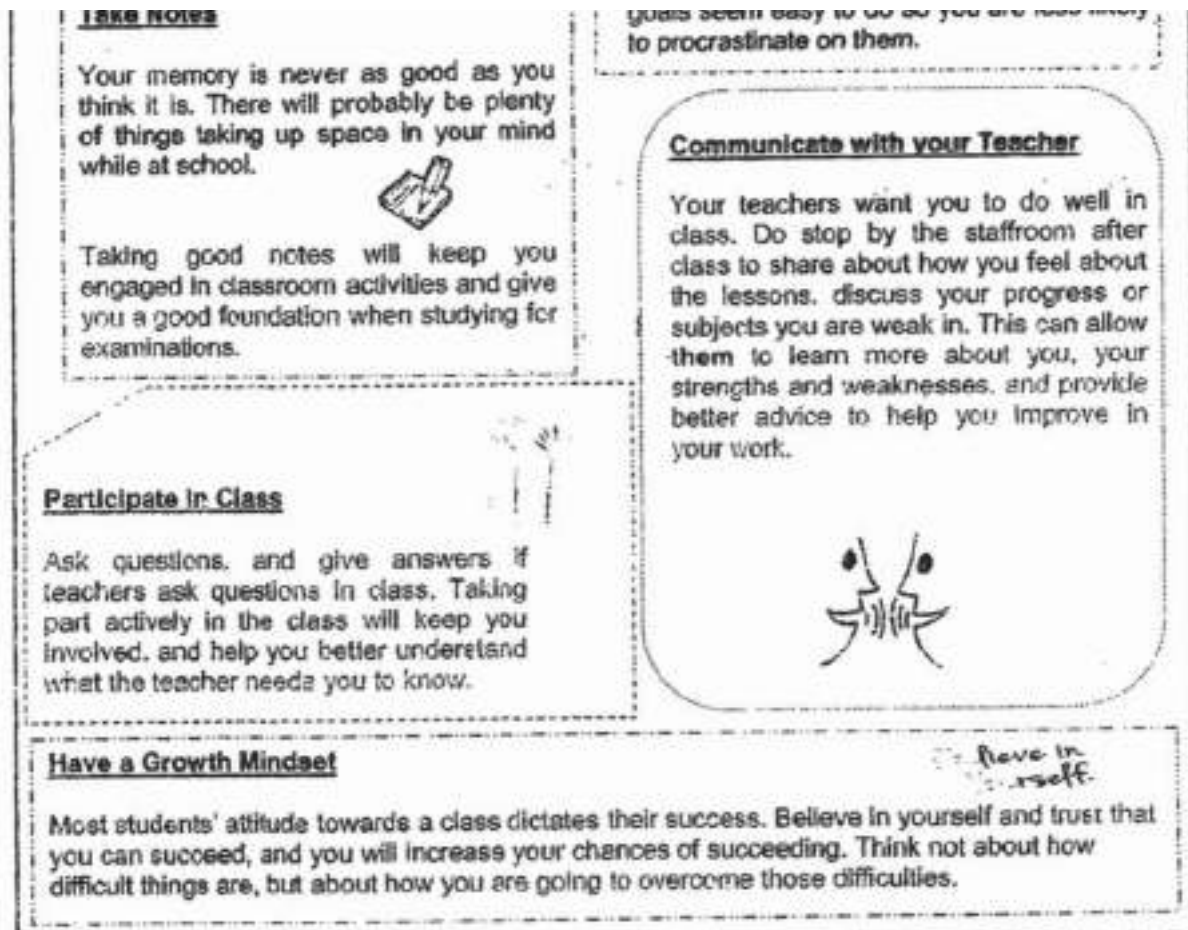 Take Notes
Your memory is never as good as you
think it is. There will probably be plenty
of things taking up space in your mind
while at school.
Taking good notes will keep you
engaged in classroom activities and give
you a good foundation when studying for
examinations.
goals seem easy to do so you are less likely
to procrastinate on them.
Communicate with your Teacher
Your teachers want you to do well in
class. Do stop by the staffroom after
class to share about how you feel about
the lessons, discuss your progress or
subjects you are weak in. This can allow
them to learn more about you, your
strengths and weaknesses, and provide
better advice to help you improve in
your work.
Participate in Class
Ask questions, and give answers if
teachers ask questions in class. Taking
part actively in the class will keep you
involved, and help you better understand
what the teacher needs you to know.
Have a Growth Mindset
lieve in
rself.
Most students' attitude towards a class dictates their success. Believe in yourself and trust that
you can succeed, and you will increase your chances of succeeding. Think not about how
difficult things are, but about how you are going to overcome those difficulties.